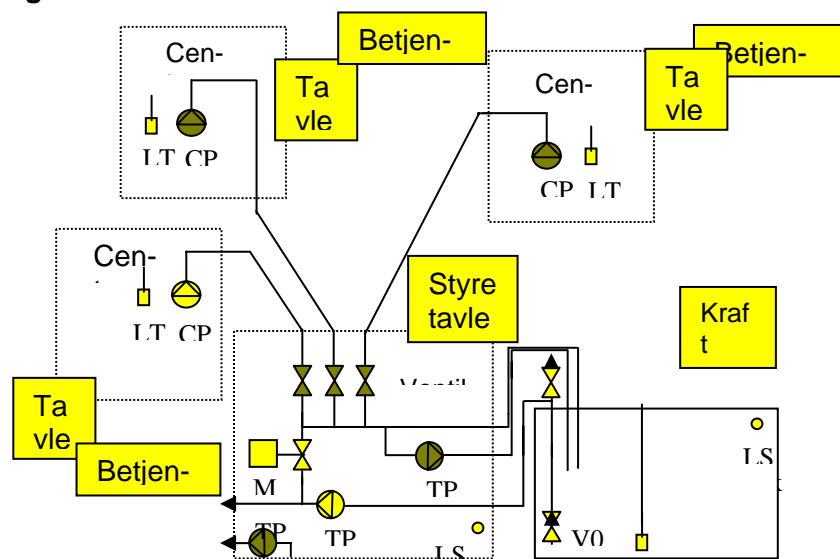 Betjen-
Cen-
Ta
vle
LT CP
Betjen-
Ta
vle
Cen-
CP LT
Cen-
LT CP
Styre
tavle
Kraf
t
Ventil
Ta
vle
Betjen-
M
TP
LS
TP
TP
LS
V0